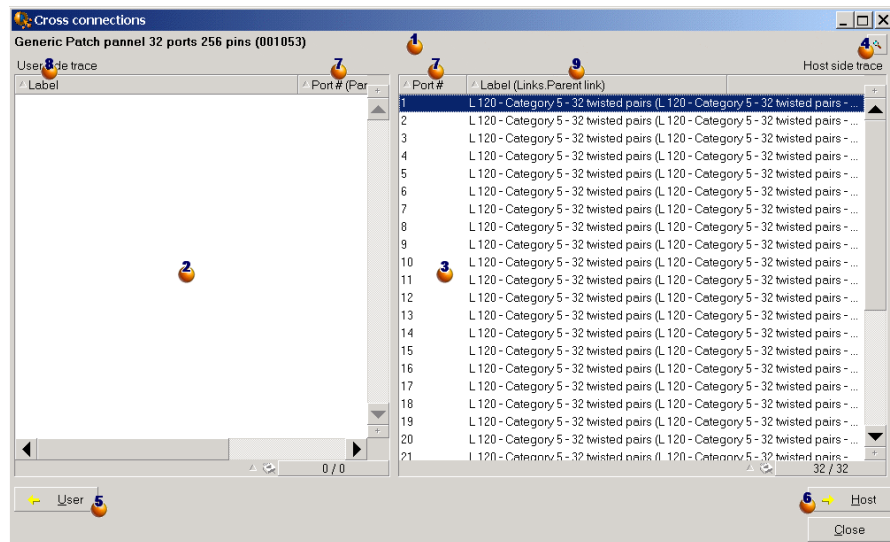 Cross connections
Generic Patch pannel 32 ports 256 pins (001053)
1
4
User side trace
8
7
7
9
Host side trace
Label
Port # (Par
Port #
Label (Links.Parent link)
1 L 120 - Category 5 - 32 twisted pairs (L 120 - Category 5 - 32 twisted pairs - ...
2 L 120 - Category 5 - 32 twisted pairs (L 120 - Category 5 - 32 twisted pairs - ...
3 L 120 - Category 5 - 32 twisted pairs (L 120 - Category 5 - 32 twisted pairs - ...
4 L 120 - Category 5 - 32 twisted pairs (L 120 - Category 5 - 32 twisted pairs - ...
5 L 120 - Category 5 - 32 twisted pairs (L 120 - Category 5 - 32 twisted pairs - ...
6 L 120 - Category 5 - 32 twisted pairs (L 120 - Category 5 - 32 twisted pairs - ...
7 L 120 - Category 5 - 32 twisted pairs (L 120 - Category 5 - 32 twisted pairs - ...
8 L 120 - Category 5 - 32 twisted pairs (L 120 - Category 5 - 32 twisted pairs - ...
9 L 120 - Category 5 - 32 twisted pairs (L 120 - Category 5 - 32 twisted pairs - ...
2
10 L 120 - Category 5 - 32 twisted pairs (L 120 - Category 5 - 32 twisted pairs - ...
3
11 L 120 - Category 5 - 32 twisted pairs (L 120 - Category 5 - 32 twisted pairs - ...
12 L 120 - Category 5 - 32 twisted pairs (L 120 - Category 5 - 32 twisted pairs - ...
13 L 120 - Category 5 - 32 twisted pairs (L 120 - Category 5 - 32 twisted pairs - ...
14 L 120 - Category 5 - 32 twisted pairs (L 120 - Category 5 - 32 twisted pairs - ...
15 L 120 - Category 5 - 32 twisted pairs (L 120 - Category 5 - 32 twisted pairs - ...
16 L 120 - Category 5 - 32 twisted pairs (L 120 - Category 5 - 32 twisted pairs - ...
17 L 120 - Category 5 - 32 twisted pairs (L 120 - Category 5 - 32 twisted pairs - ...
18 L 120 - Category 5 - 32 twisted pairs (L 120 - Category 5 - 32 twisted pairs - ...
19 L 120 - Category 5 - 32 twisted pairs (L 120 - Category 5 - 32 twisted pairs - ...
20 L 120 - Category 5 - 32 twisted pairs (L 120 - Category 5 - 32 twisted pairs - ...
21 L 120 - Category 5 - 32 twisted pairs (L 120 - Category 5 - 32 twisted pairs - ...
0 / 0
32 / 32
User
5
6
Host
Close